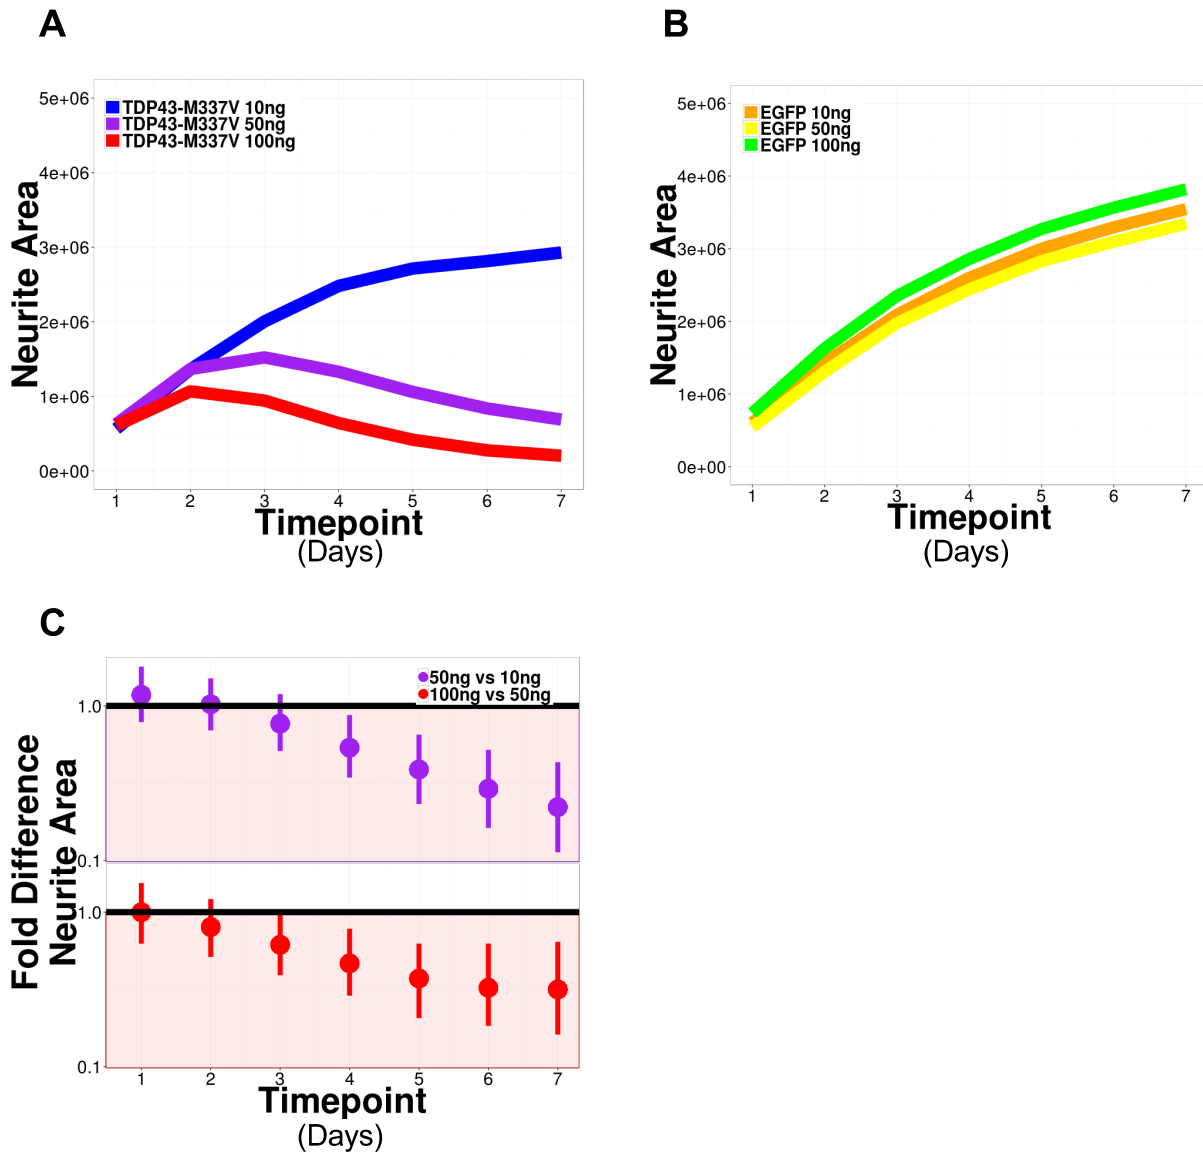 A
B
TDP43-M337V 10ng
TDP43-M337V 50ng
TDP43-M337V 100ng
5e+06
4e+06
3e+06
2e+06
1e+06
0e+00
Neurite Area
1 2 3 4 5 6 7
Timepoint
(Days)
EGFP 10ng
EGFP 50ng
EGFP 100ng
5e+06
4e+06
3e+06
2e+06
1e+06
0e+00
Neurite Area
1 2 3 4 5 6 7
Timepoint
(Days)
C
50ng vs 10ng
100ng vs 50ng
1.0
0.1
1.0
0.1
Fold Difference
Neurite Area
1 2 3 4 5 6 7
Timepoint
(Days)